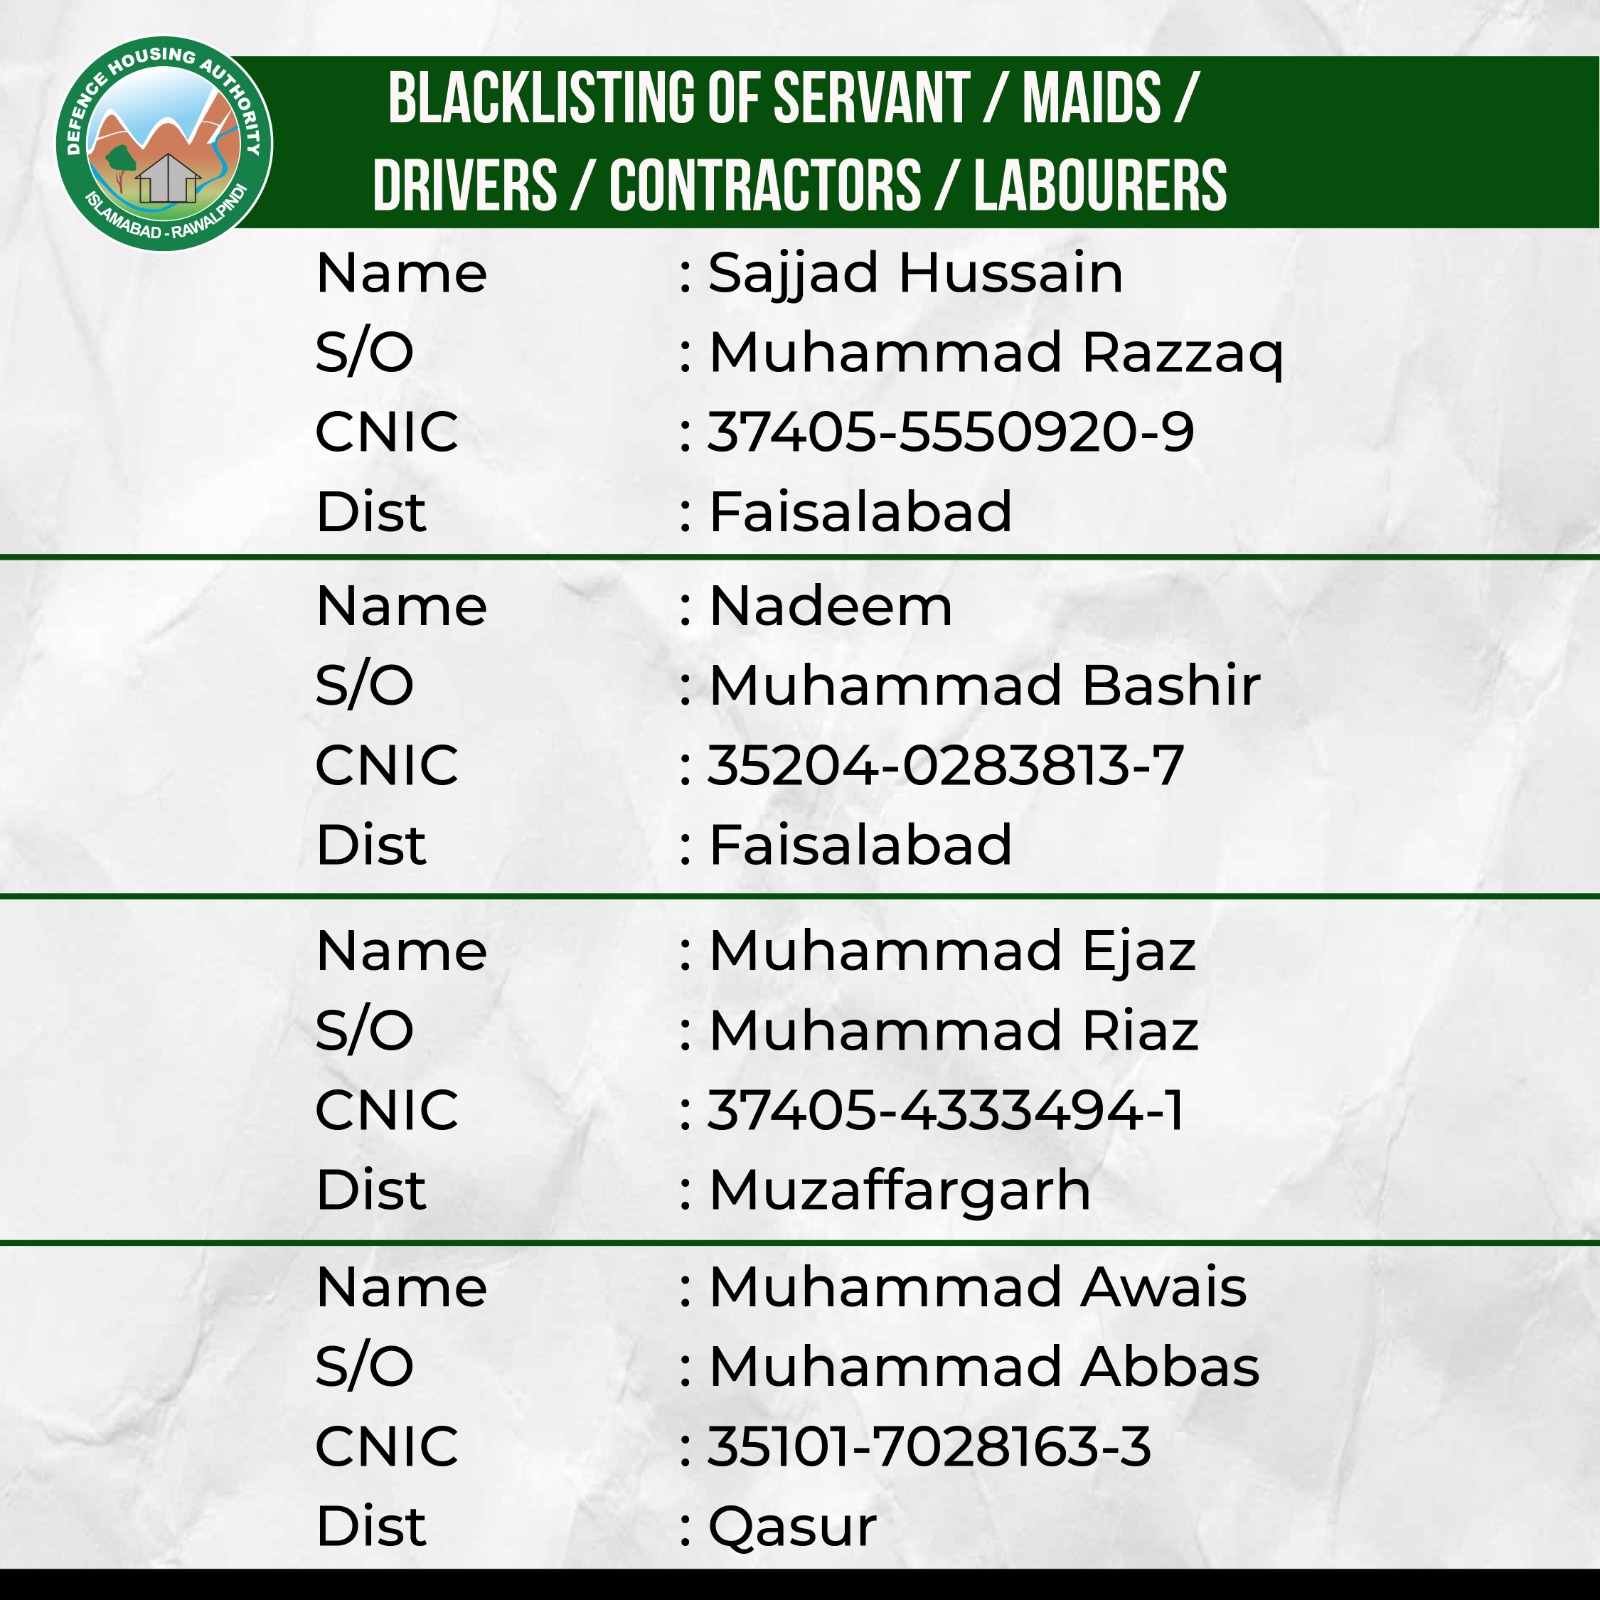 DEFENCE HOUSING AUTHORITY
ISLAMABAD - RAWALPINDI
BLACKLISTING OF SERVANT / MAIDS /
DRIVERS / CONTRACTORS / LABOURERS
Name : Sajjad Hussain
S/O : Muhammad Razzaq
CNIC : 37405-5550920-9
Dist : Faisalabad
Name : Nadeem
S/O : Muhammad Bashir
CNIC : 35204-0283813-7
Dist : Faisalabad
Name : Muhammad Ejaz
S/O : Muhammad Riaz
CNIC : 37405-4333494-1
Dist : Muzaffargarh
Name : Muhammad Awais
S/O : Muhammad Abbas
CNIC : 35101-7028163-3
Dist : Qasur